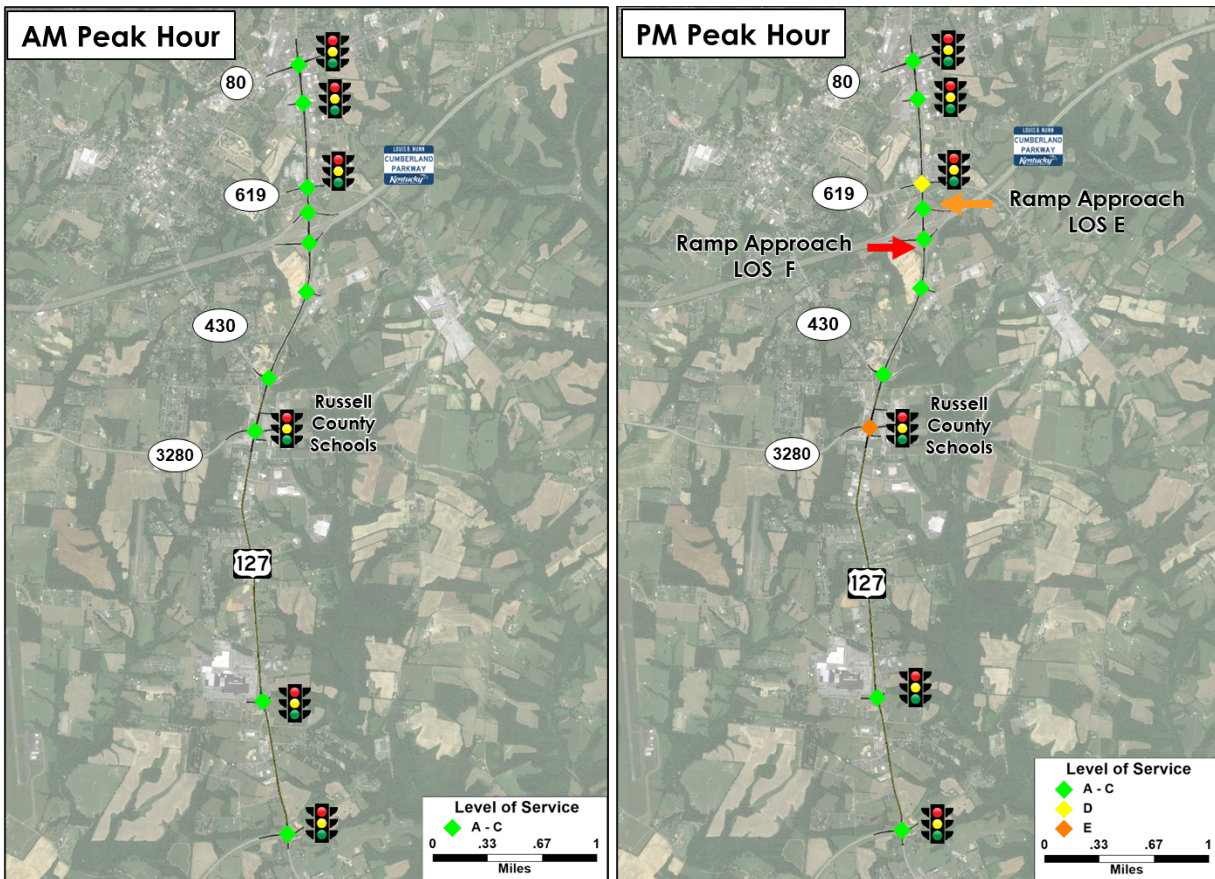 AM Peak Hour
80
LOUIE B. NUNN
CUMBERLAND
PARKWAY
Kentucky
619
430
Russell
County
Schools
3280
127
Level of Service
A - C
0 .33 .67 1
Miles
PM Peak Hour
80
LOUIE B. NUNN
CUMBERLAND
PARKWAY
Kentucky
619
Ramp Approach
LOS E
Ramp Approach
LOS F
430
Russell
County
Schools
3280
127
Level of Service
A - C
D
E
0 .33 .67 1
Miles